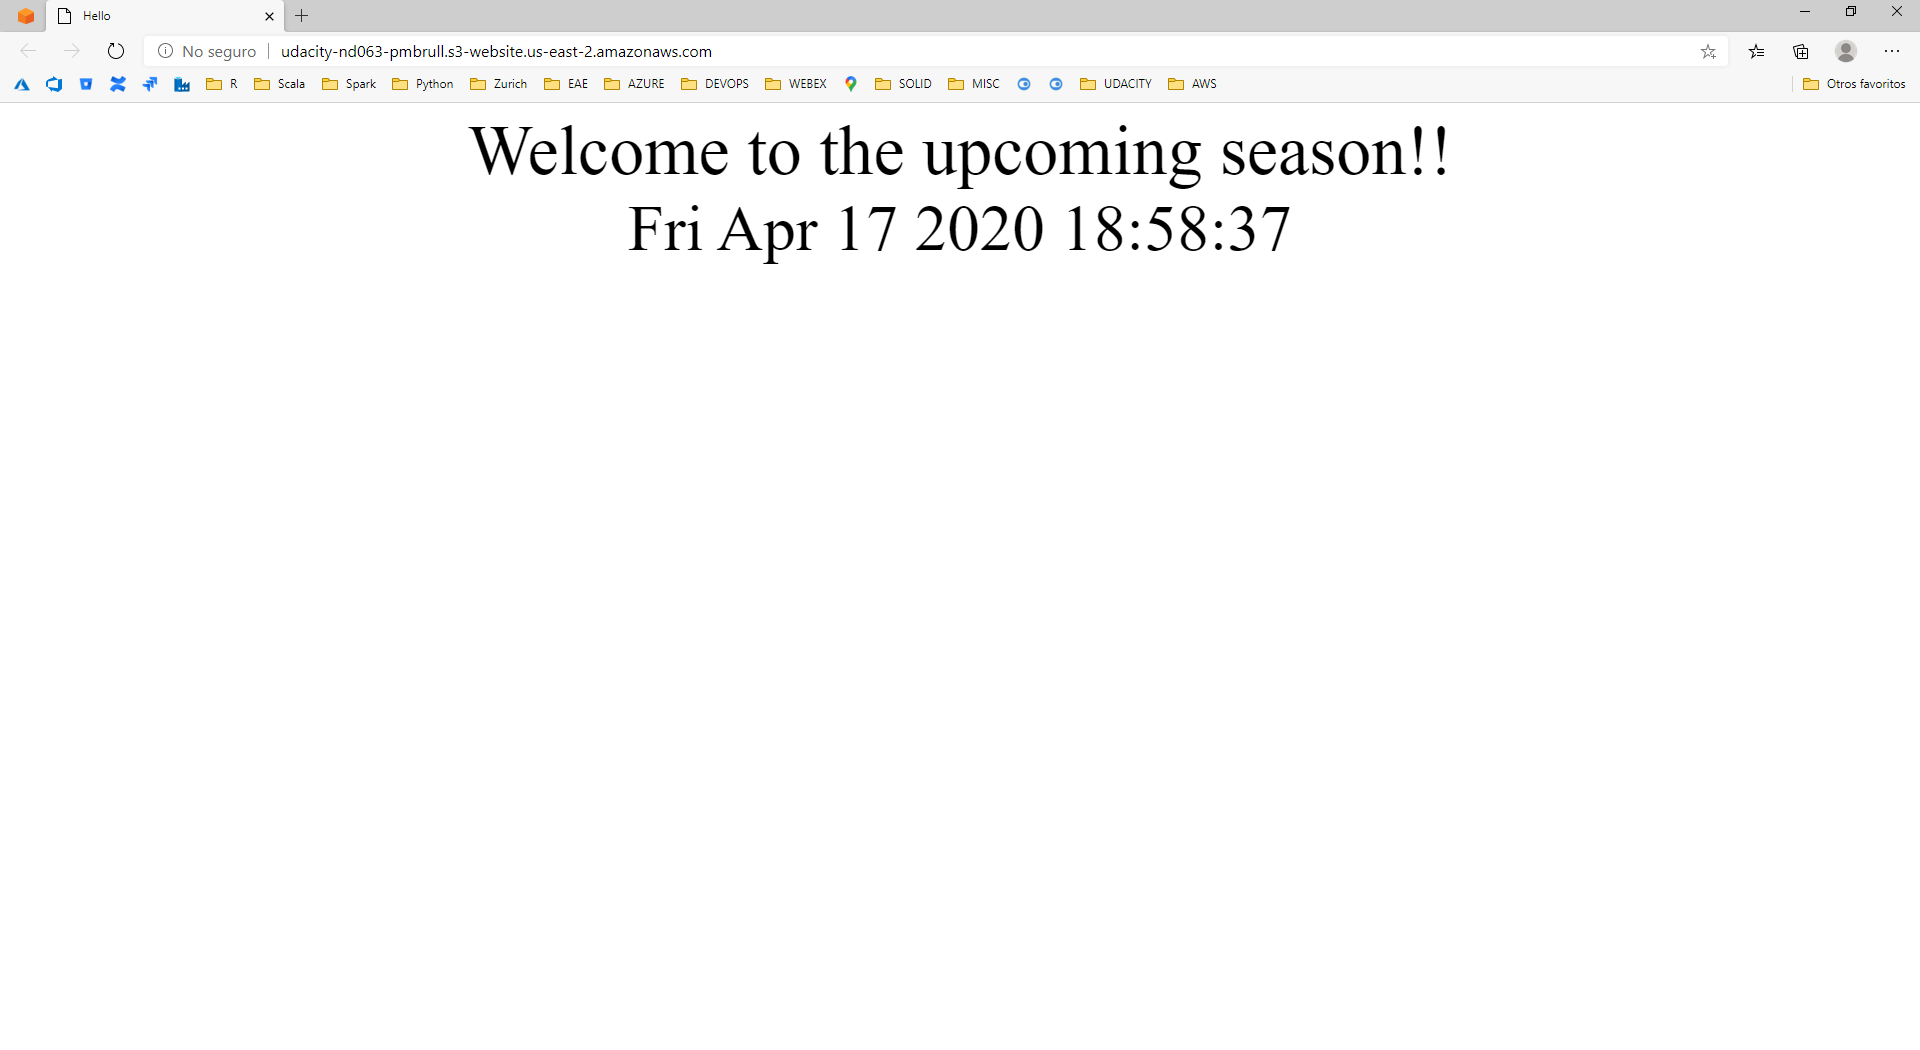 Hello
No seguro
udacity-nd063-pmbrull.s3-website.us-east-2.amazonaws.com
R Scala Spark Python Zurich EAE AZURE DEVOPS WEBEX SOLID MISC UDACITY AWS Otros favoritos
Welcome to the upcoming season!!
Fri Apr 17 2020 18:58:37